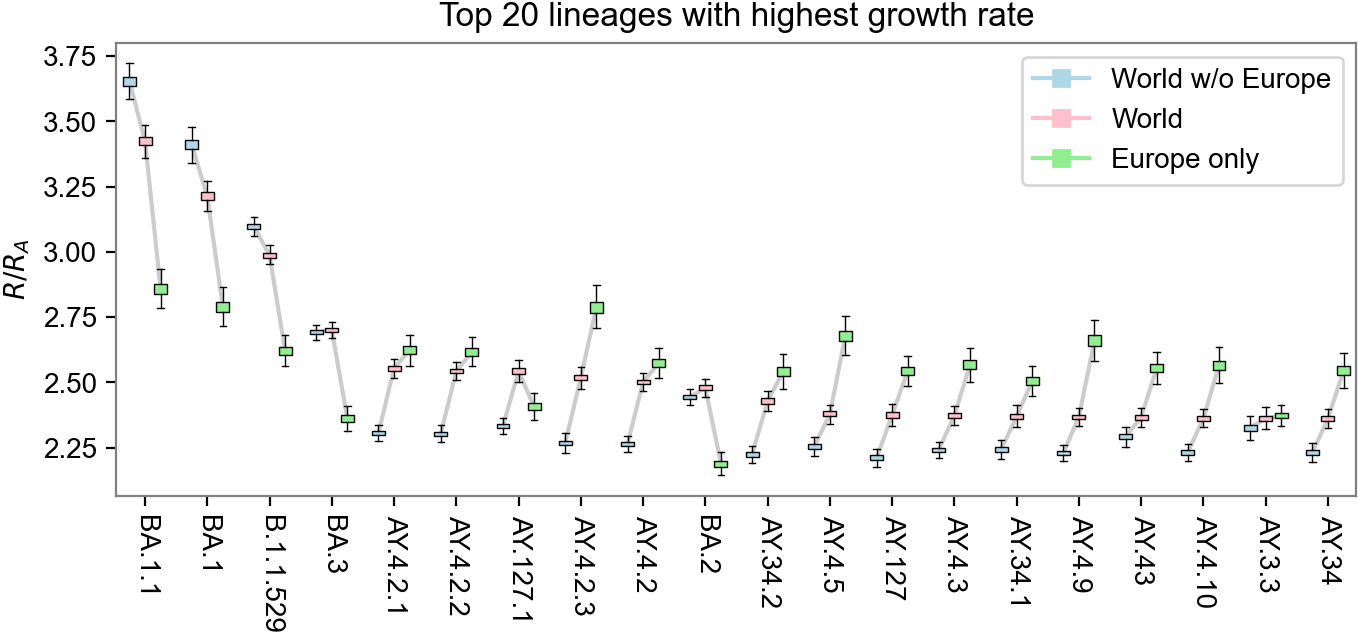 Top 20 lineages with highest growth rate
R/R_A
3.75
3.50
3.25
3.00
2.75
2.50
2.25
World w/o Europe
World
Europe only
BA.1.1
BA.1
B.1.1.529
BA.3
AY.4.2.1
AY.4.2.2
AY.127.1
AY.4.2.3
AY.4.2
BA.2
AY.34.2
AY.4.5
AY.127
AY.4.3
AY.34.1
AY.4.9
AY.43
AY.4.10
AY.3.3
AY.34